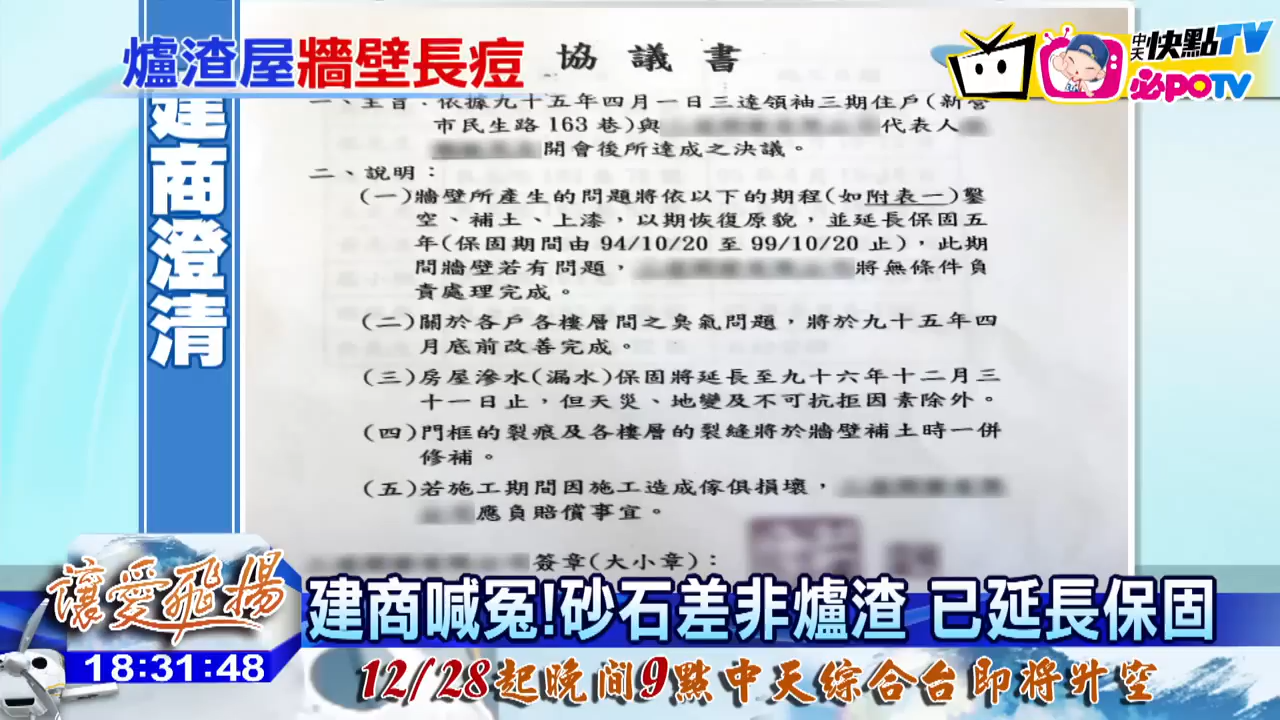 爐渣屋牆壁長痘
中天快點TV
必POTV
建商澄清
協議書
一、主旨：依據九十五年四月一日三達領袖三期住戶(新營
市民生路163巷)與
代表人
開會後所達成之決議。
二、說明：
(一)牆壁所產生的問題將依以下的期程(如附表一)鑿
空、補土、上漆，以期恢復原貌，並延長保固五
年(保固期間由94/10/20至99/10/20止)，此期
間牆壁若有問題，
將無條件負
責處理完成。
(二)關於各戶各樓層間之臭氣問題，將於九十五年四
月底前改善完成。
(三)房屋滲水(漏水)保固將延長至九十六年十二月三
十一日止，但天災、地變及不可抗拒因素除外。
(四)門框的裂痕及各樓層的裂縫將於牆壁補土時一併
修補。
(五)若施工期間因施工造成傢俱損壞，
應負賠償事宜。
簽章(大小章)：
讓愛飛揚
18:31:48
建商喊冤!砂石差非爐渣 已延長保固
12/28起晚間9點中天綜合台即將升空